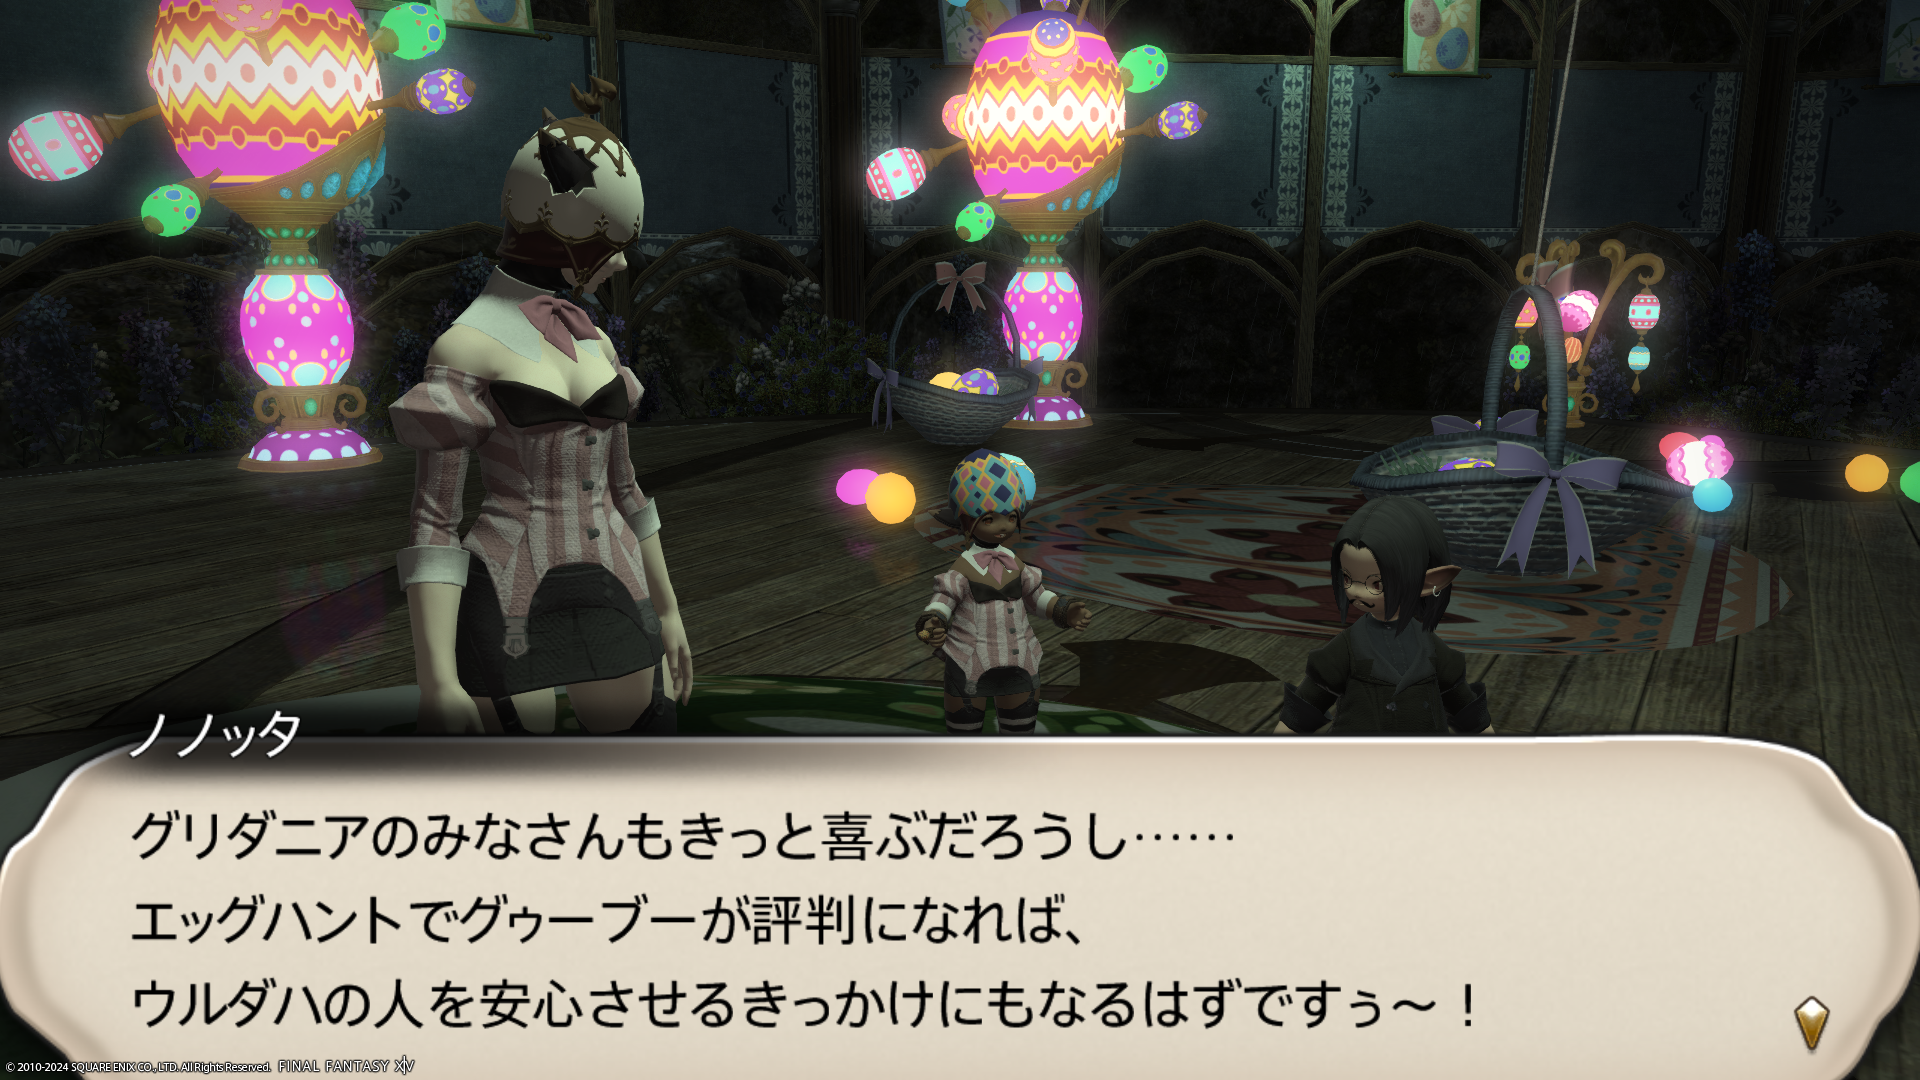 ノノッタ
グリダニアのみなさんもきっと喜ぶだろうし‥‥‥
エッグハントでグゥーブーが評判になれば、
ウルダハの人を安心させるきっかけにもなるはずですぅ～！
© 2010-2024 SQUARE ENIX CO., LTD. All Rights Reserved. FINAL FANTASY XIV